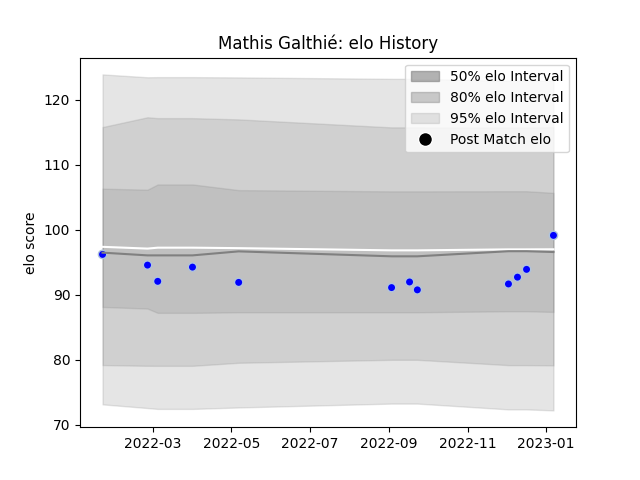 Mathis Galthié: elo History
50% elo Interval
80% elo Interval
95% elo Interval
Post Match elo
elo score
120
110
100
90
80
70
2022-03 2022-05 2022-07 2022-09 2022-11 2023-01